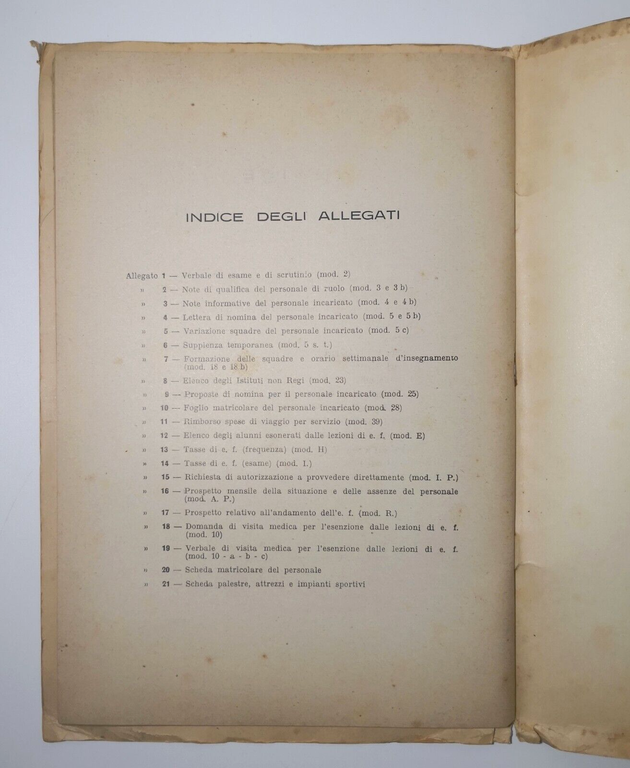 INDICE DEGLI ALLEGATI
Allegato 1 — Verbale di esame e di scrutinio (mod. 2)
» 2 — Note di qualifica del personale di ruolo (mod. 3 e 3 b)
» 3 — Note informative del personale incaricato (mod. 4 e 4 b)
» 4 — Lettera di nomina del personale incaricato (mod. 5 e 5 b)
» 5 — Variazione squadre del personale incaricato (mod. 5 c)
» 6 — Supplenza temporanea (mod. 5 s. t.)
» 7 — Formazione delle squadre e orario settimanale d'insegnamento
(mod. 18 e 18 b)
» 8 — Elenco degli Istituti non Regi (mod. 23)
» 9 — Proposte di nomina per il personale incaricato (mod. 25)
» 10 — Foglio matricolare del personale incaricato (mod. 28)
» 11 — Rimborso spese di viaggio per servizio (mod. 39)
» 12 — Elenco degli alunni esonerati dalle lezioni di e. f. (mod. E)
» 13 — Tasse di e. f. (frequenza) (mod. H)
» 14 — Tasse di e. f. (esame) (mod. I.)
» 15 — Richiesta di autorizzazione a provvedere direttamente (mod. I. P.)
» 16 — Prospetto mensile della situazione e delle assenze del personale
(mod. A. P.)
» 17 — Prospetto relativo all'andamento dell'e. f. (mod. R.)
» 18 — Domanda di visita medica per l'esenzione dalle lezioni di e. f.
(mod. 10)
» 19 — Verbale di visita medica per l'esenzione dalle lezioni di e. f.
(mod. 10 - a - b - c)
» 20 — Scheda matricolare del personale
» 21 — Scheda palestre, attrezzi e impianti sportivi